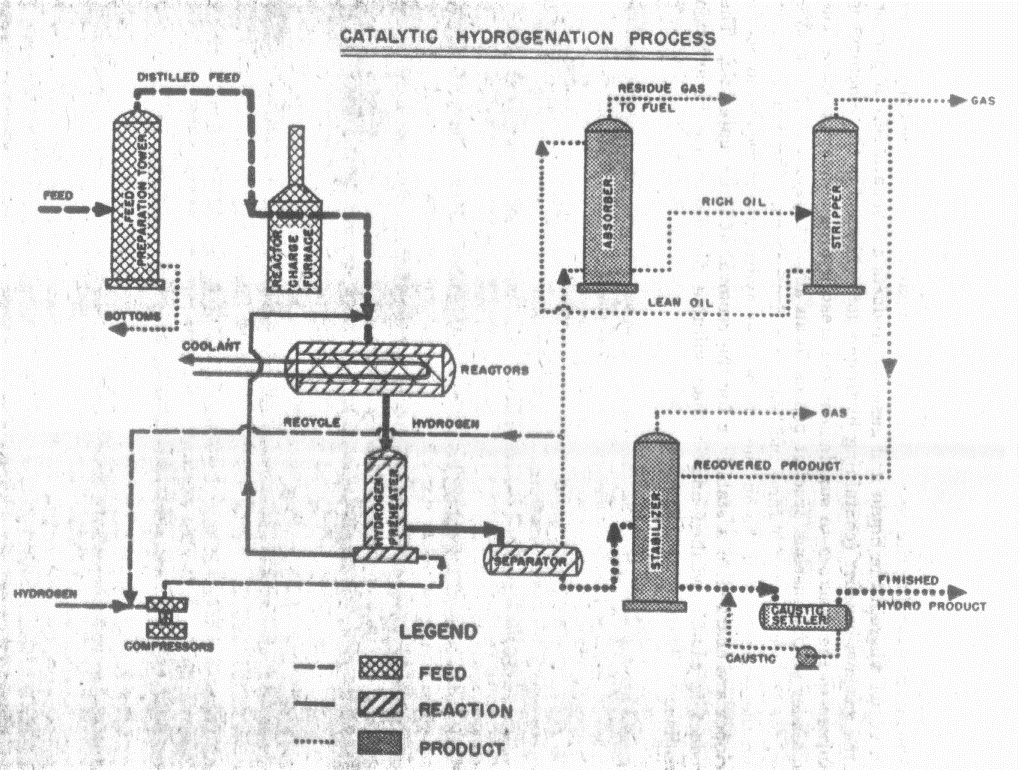 CATALYTIC HYDROGENATION PROCESS
DISTILLED FEED
FEED
FEED
PREPARATION TOWER
BOTTOMS
REACTOR
CHARGE
FURNACE
RESIDUE GAS
TO FUEL
ABSORBER
RICH OIL
STRIPPER
GAS
LEAN OIL
COOLANT
REACTORS
RECYCLE HYDROGEN
HYDROGEN
PREHEATER
SEPARATOR
GAS
RECOVERED PRODUCT
STABILIZER
HYDROGEN
COMPRESSORS
FINISHED
HYDRO PRODUCT
CAUSTIC
SETTLER
CAUSTIC
LEGEND
FEED
REACTION
PRODUCT